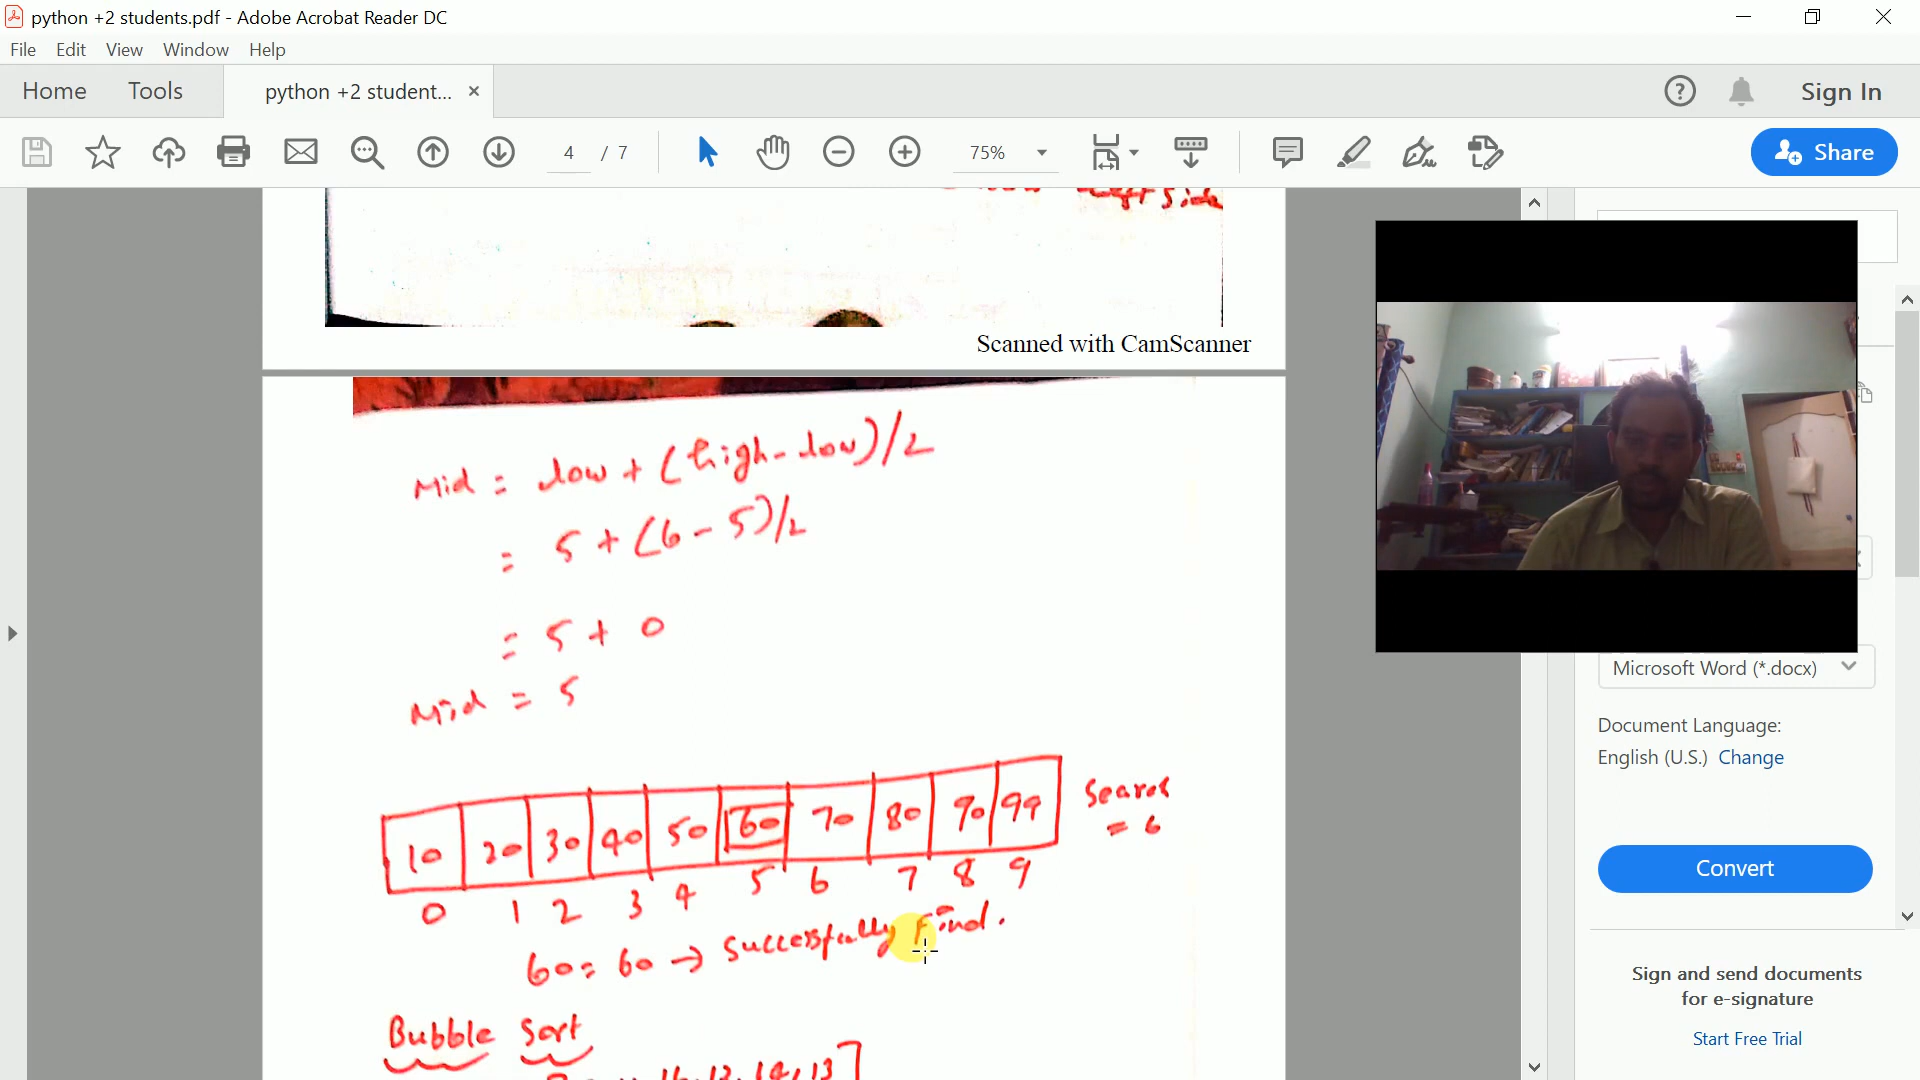 python +2 students.pdf - Adobe Acrobat Reader DC
File Edit View Window Help
Home Tools python +2 student... × Sign In
4 / 7 75% Share
Left Side
Scanned with CamScanner
Mid = low + (high-low)/2
= 5 + (6 - 5)/2
= 5 + 0
Mid = 5
10 20 30 40 50 60 70 80 90 99 Search
= 6
0 1 2 3 4 5 6 7 8 9
60 = 60 → Successfully Find.
Bubble Sort
Microsoft Word (*.docx)
Document Language:
English (U.S.) Change
Convert
Sign and send documents
for e-signature
Start Free Trial